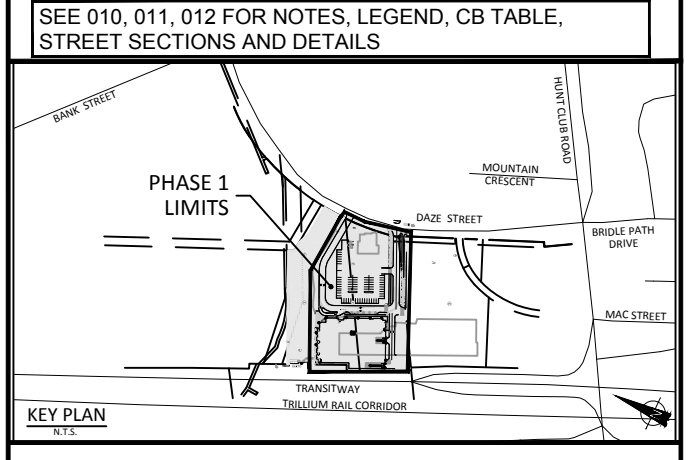 SEE 010, 011, 012 FOR NOTES, LEGEND, CB TABLE,
STREET SECTIONS AND DETAILS
BANK STREET
HUNT CLUB ROAD
MOUNTAIN
CRESCENT
PHASE 1
LIMITS
DAZE STREET
BRIDLE PATH
DRIVE
MAC STREET
TRANSITWAY
TRILLIUM RAIL CORRIDOR
KEY PLAN
N.T.S.